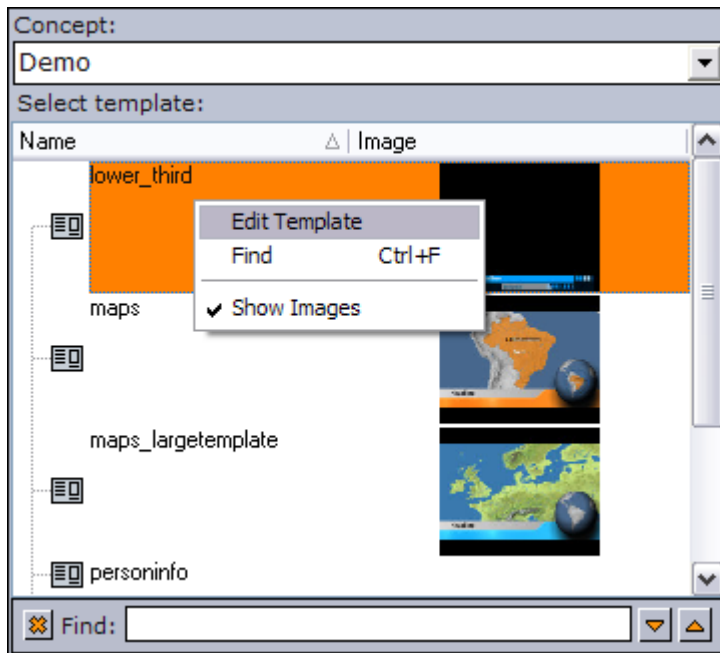 Concept:
Demo
Select template:
Name Image
lower_third
Edit Template
Find Ctrl+F
Show Images
maps
maps_largetemplate
personinfo
Find: